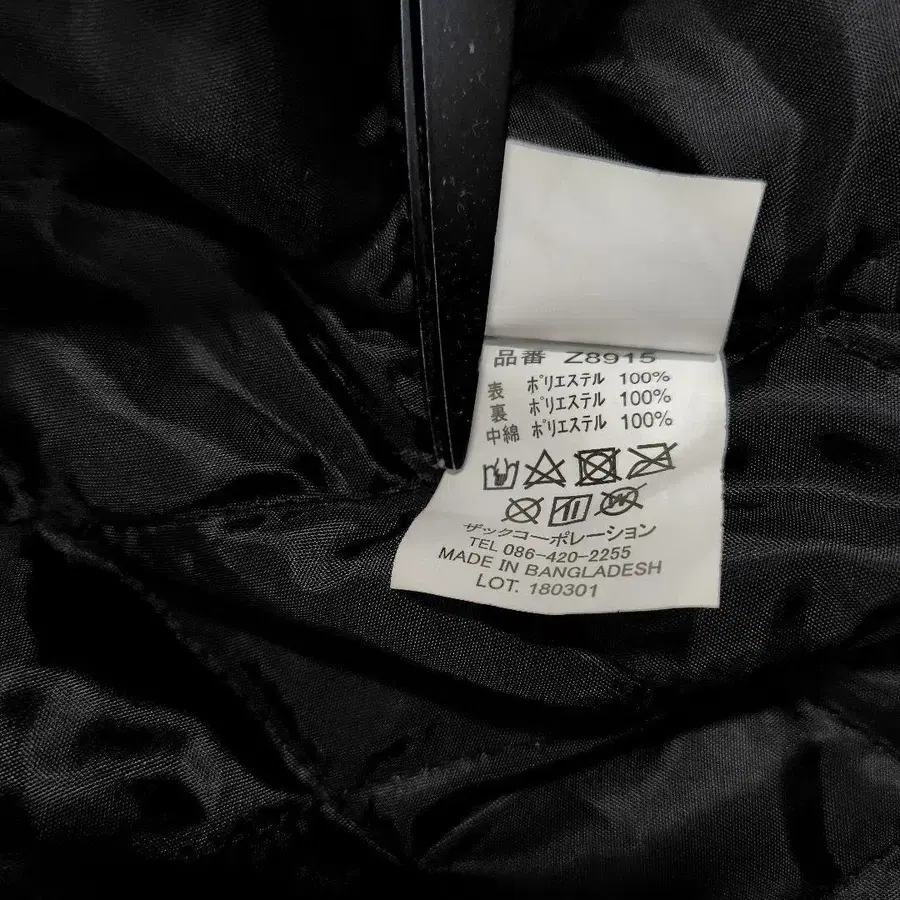 品番 Z8915
表 ポリエステル 100%
裏 ポリエステル 100%
中綿 ポリエステル 100%
ザックコーポレーション
TEL 086-420-2255
MADE IN BANGLADESH
LOT. 180301